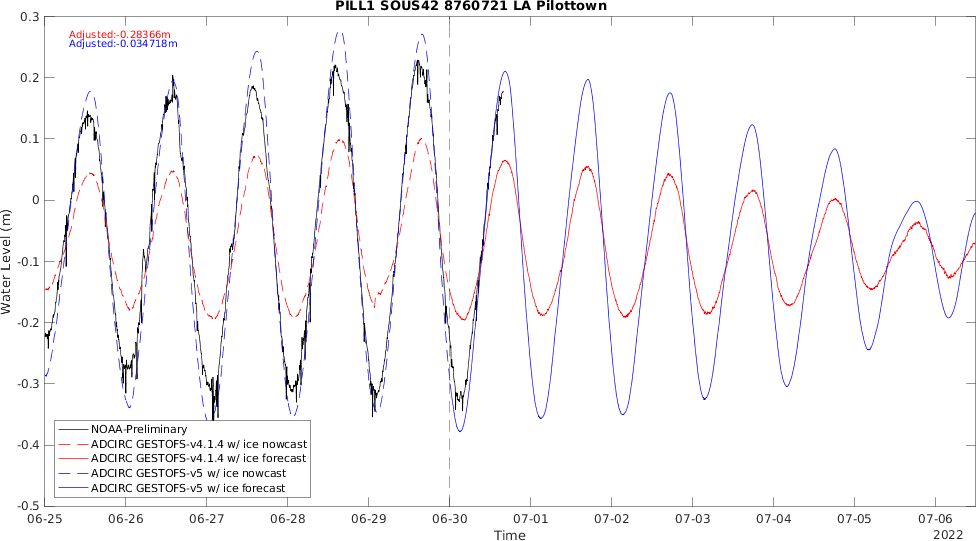 PILL1 SOUS42 8760721 LA Pilottown
Adjusted:-0.28366m
Adjusted:-0.034718m
0.3
0.2
0.1
0
-0.1
-0.2
-0.3
-0.4
-0.5
Water Level (m)
NOAA-Preliminary
ADCIRC GESTOFS-v4.1.4 w/ ice nowcast
ADCIRC GESTOFS-v4.1.4 w/ ice forecast
ADCIRC GESTOFS-v5 w/ ice nowcast
ADCIRC GESTOFS-v5 w/ ice forecast
06-25 06-26 06-27 06-28 06-29 06-30 07-01 07-02 07-03 07-04 07-05 07-06
Time
2022